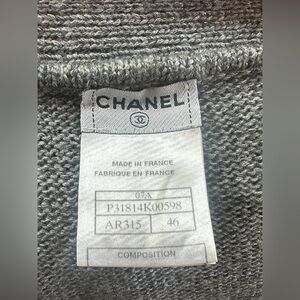 CHANEL
MADE IN FRANCE
FABRIQUE EN FRANCE
07A
P31814K00598
AR315 46
COMPOSITION